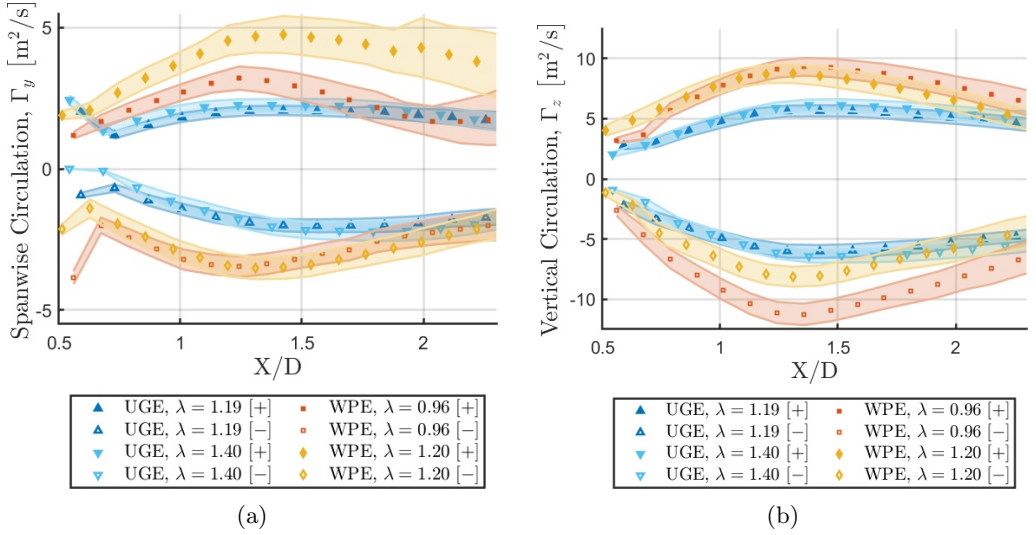 Spanwise Circulation, Γ_y [m²/s]
5
0
-5
0.5 1 1.5 2
X/D
UGE, λ = 1.19 [+] WPE, λ = 0.96 [+]
UGE, λ = 1.19 [−] WPE, λ = 0.96 [−]
UGE, λ = 1.40 [+] WPE, λ = 1.20 [+]
UGE, λ = 1.40 [−] WPE, λ = 1.20 [−]
(a)
Vertical Circulation, Γ_z [m²/s]
10
5
0
-5
-10
0.5 1 1.5 2
X/D
UGE, λ = 1.19 [+] WPE, λ = 0.96 [+]
UGE, λ = 1.19 [−] WPE, λ = 0.96 [−]
UGE, λ = 1.40 [+] WPE, λ = 1.20 [+]
UGE, λ = 1.40 [−] WPE, λ = 1.20 [−]
(b)